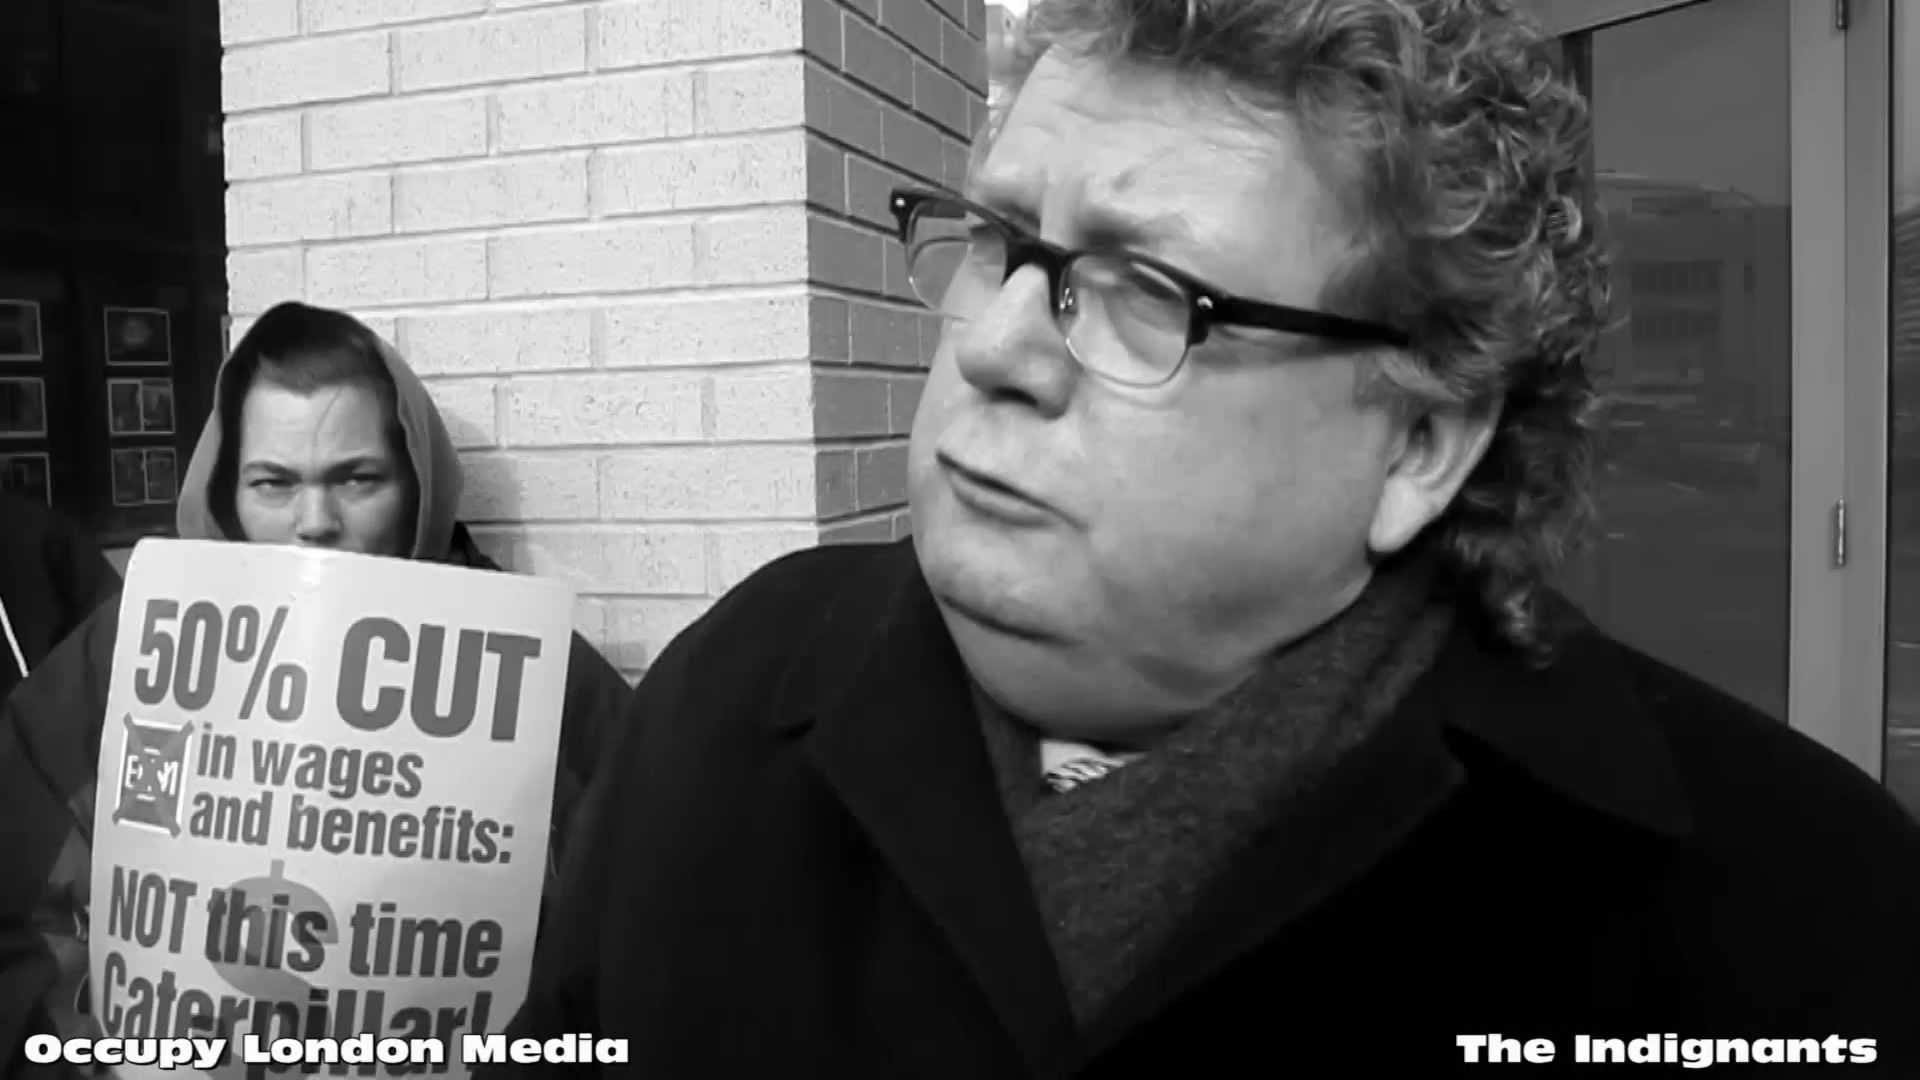 50% CUT
in wages
and benefits:
NOT this time
Caterpillar!
Occupy London Media
The Indignants